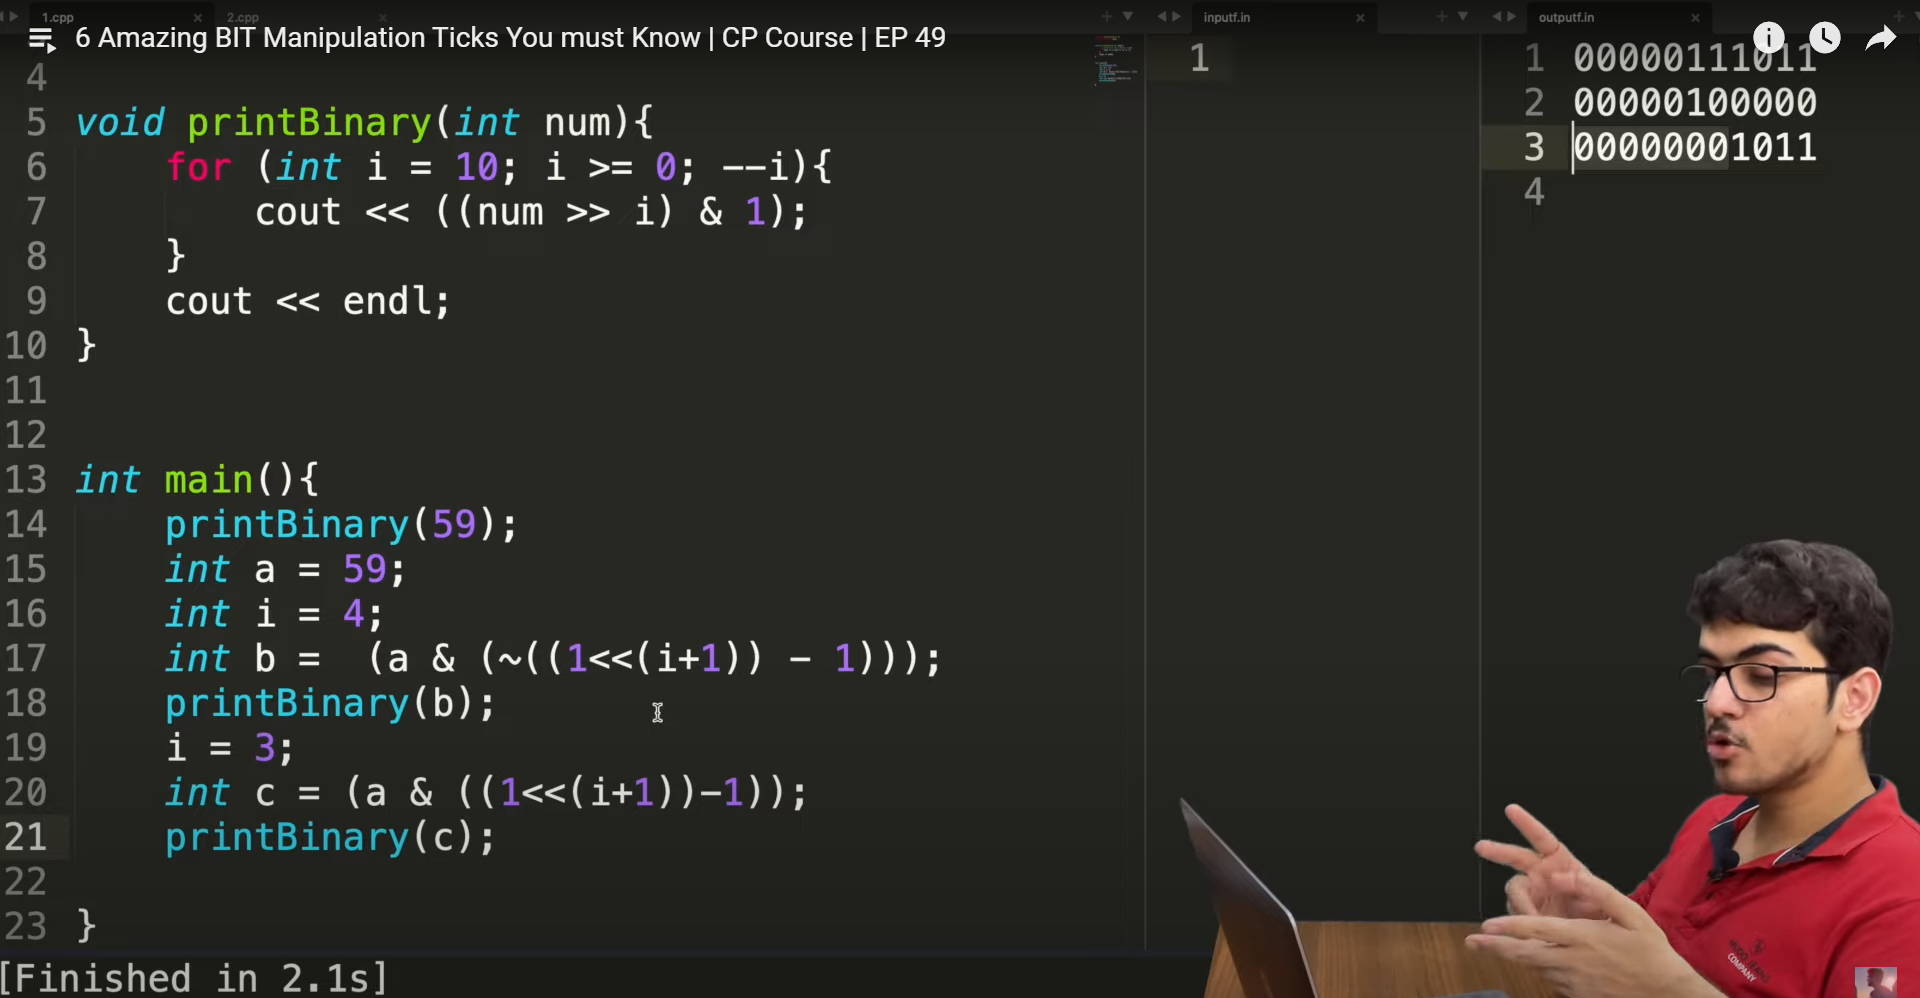 1.cpp
2.cpp
inputf.in
outputf.in
6 Amazing BIT Manipulation Ticks You must Know | CP Course | EP 49
4
5 void printBinary(int num){
6 for (int i = 10; i >= 0; --i){
7 cout << ((num >> i) & 1);
8 }
9 cout << endl;
10 }
11
12
13 int main(){
14 printBinary(59);
15 int a = 59;
16 int i = 4;
17 int b =  (a & (~((1<<(i+1)) - 1)));
18 printBinary(b);
19 i = 3;
20 int c = (a & ((1<<(i+1))-1));
21 printBinary(c);
22
23 }
[Finished in 2.1s]
1
1 00000111011
2 00000100000
3 00000001011
4
COMPANY